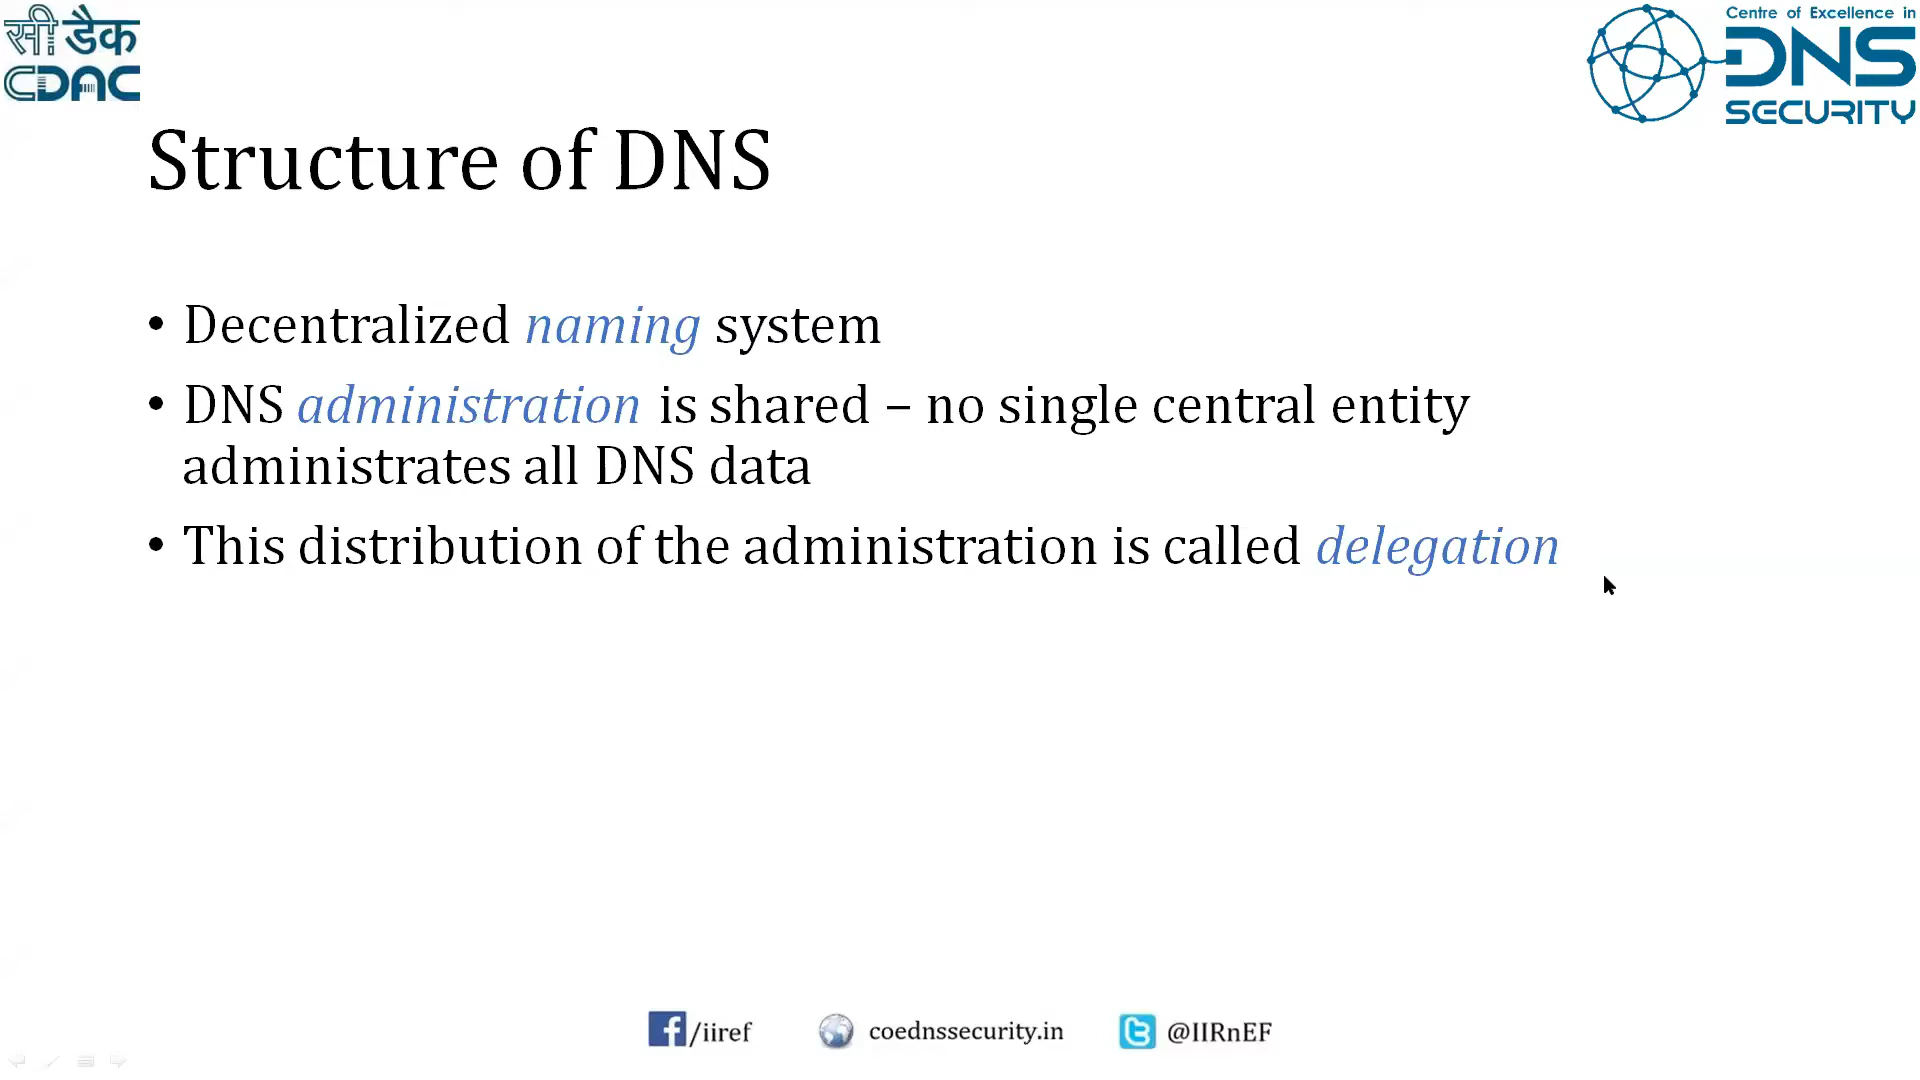 सी डैक
CDAC
Centre of Excellence in
DNS
SECURITY
Structure of DNS
• Decentralized naming system
• DNS administration is shared – no single central entity
administrates all DNS data
• This distribution of the administration is called delegation
/iiref
coednssecurity.in
@IIRnEF